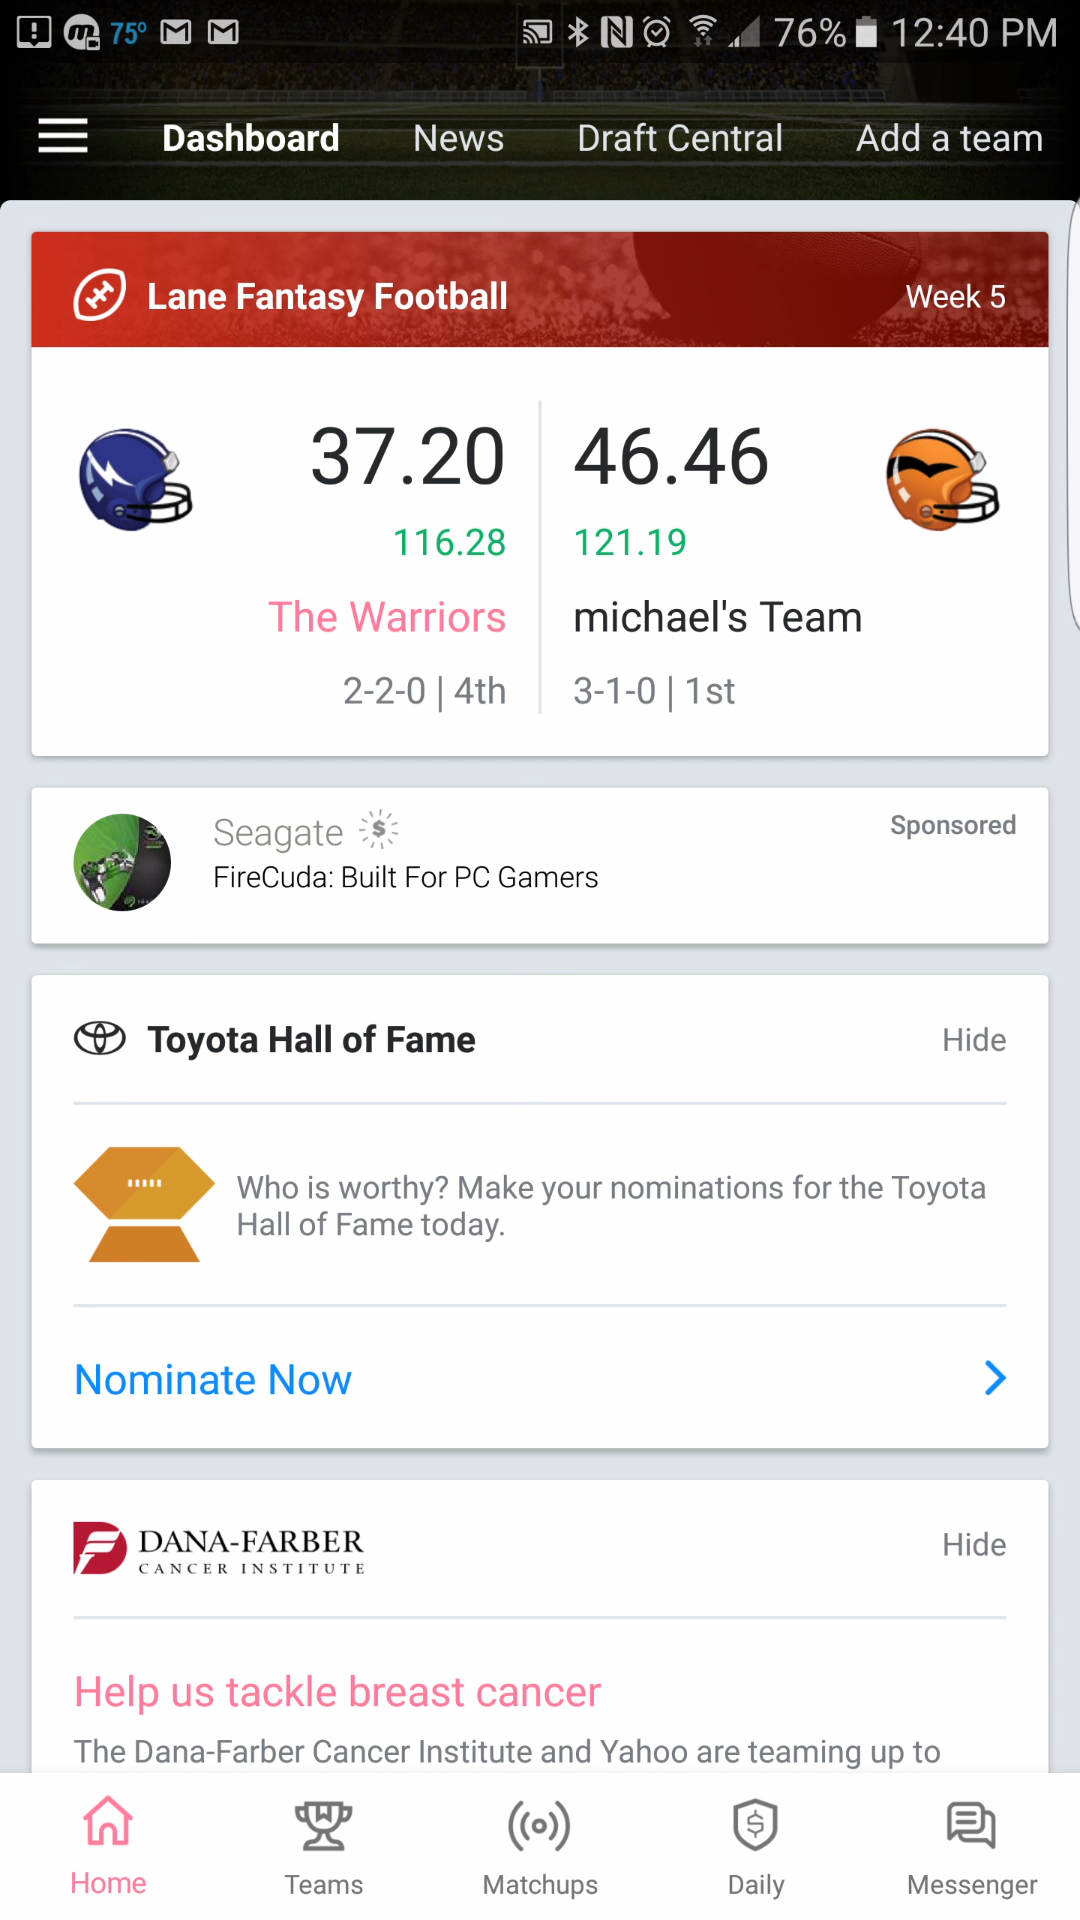 75°
76% 12:40 PM
Dashboard News Draft Central Add a team
Lane Fantasy Football Week 5
37.20 46.46
116.28 121.19
The Warriors michael's Team
2-2-0 | 4th 3-1-0 | 1st
Seagate $ Sponsored
FireCuda: Built For PC Gamers
Toyota Hall of Fame Hide
Who is worthy? Make your nominations for the Toyota
Hall of Fame today.
Nominate Now
DANA-FARBER Hide
CANCER INSTITUTE
Help us tackle breast cancer
The Dana-Farber Cancer Institute and Yahoo are teaming up to
Home Teams Matchups Daily Messenger